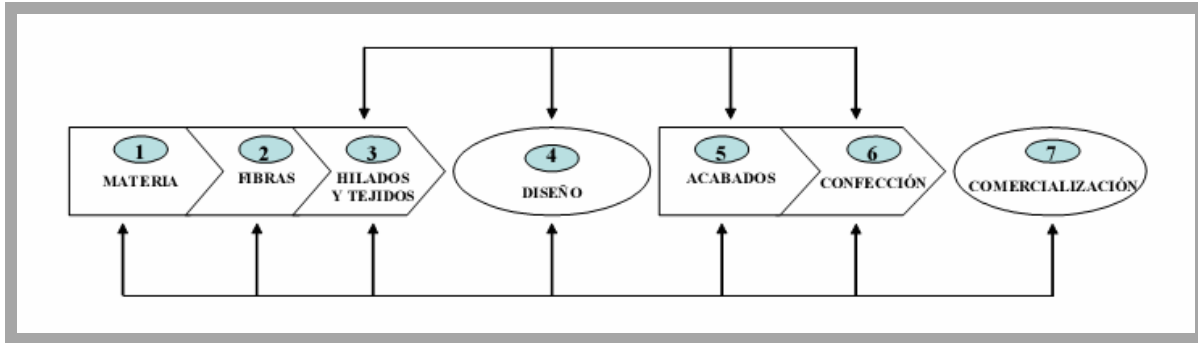 1
MATERIA
2
FIBRAS
3
HILADOS
Y TEJIDOS
4
DISEÑO
5
ACABADOS
6
CONFECCIÓN
7
COMERCIALIZACIÓN